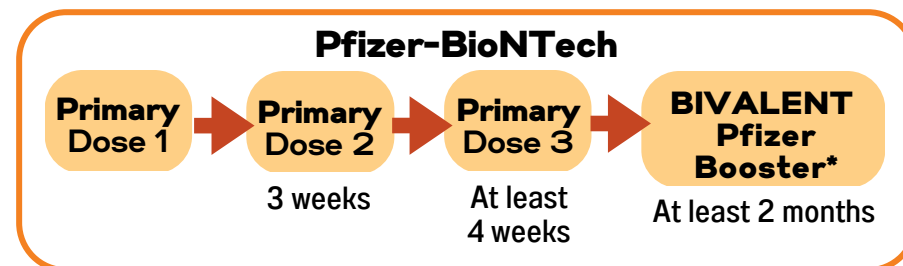 Pfizer-BioNTech
Primary
Dose 1
Primary
Dose 2
Primary
Dose 3
BIVALENT
Pfizer
Booster*
3 weeks
At least
4 weeks
At least 2 months